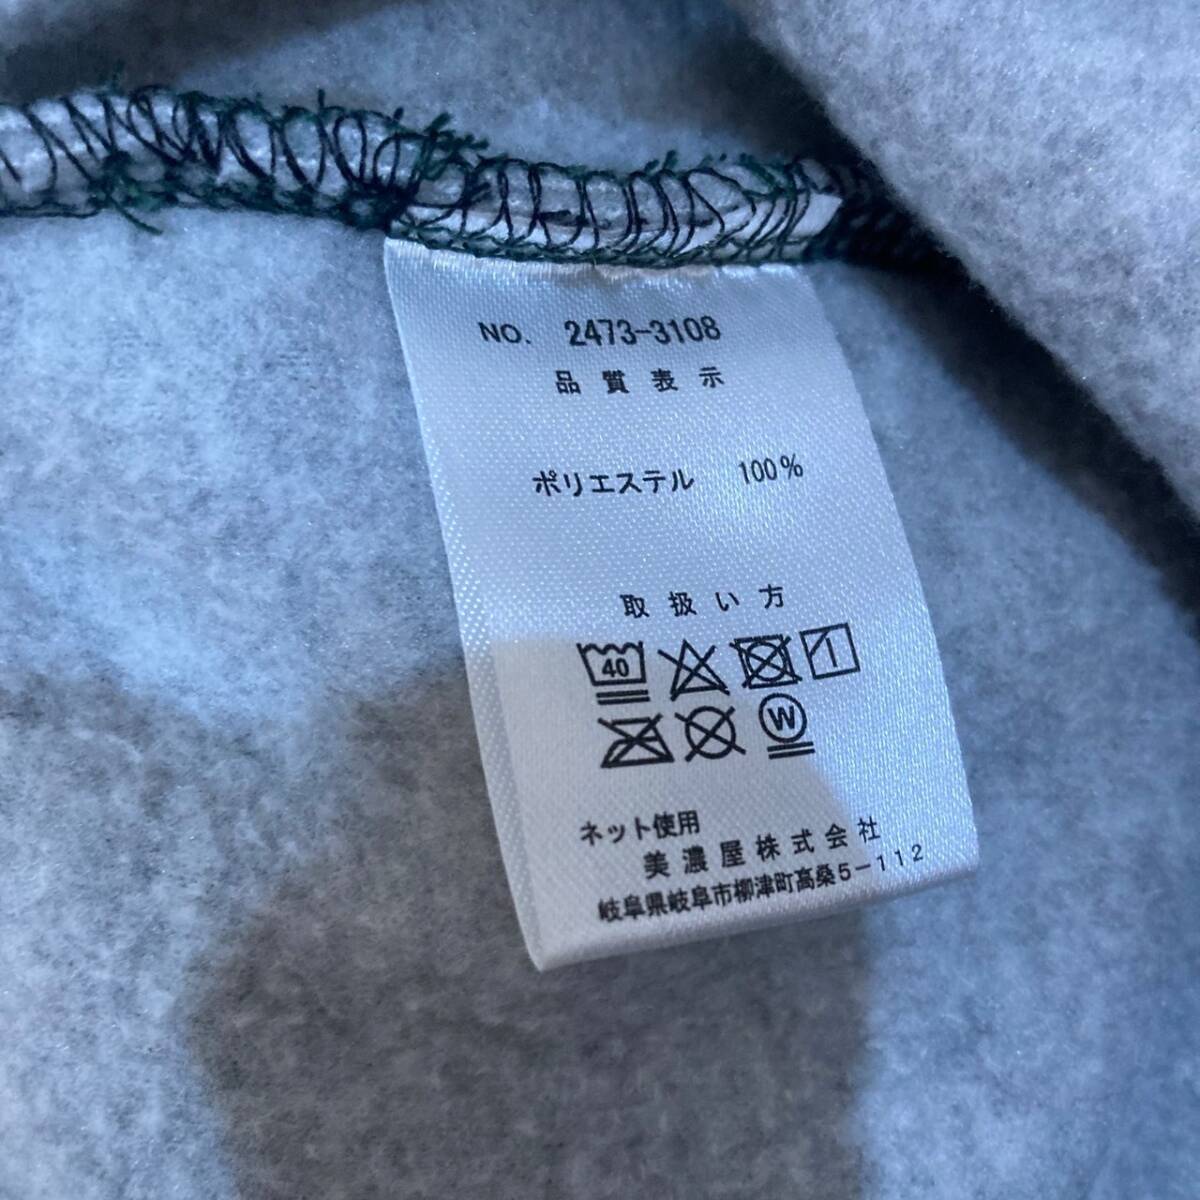 NO. 2473-3108
品質表示
ポリエステル 100%
取扱い方
40
W
ネット使用
美濃屋株式会社
岐阜県岐阜市柳津町高桑5-112